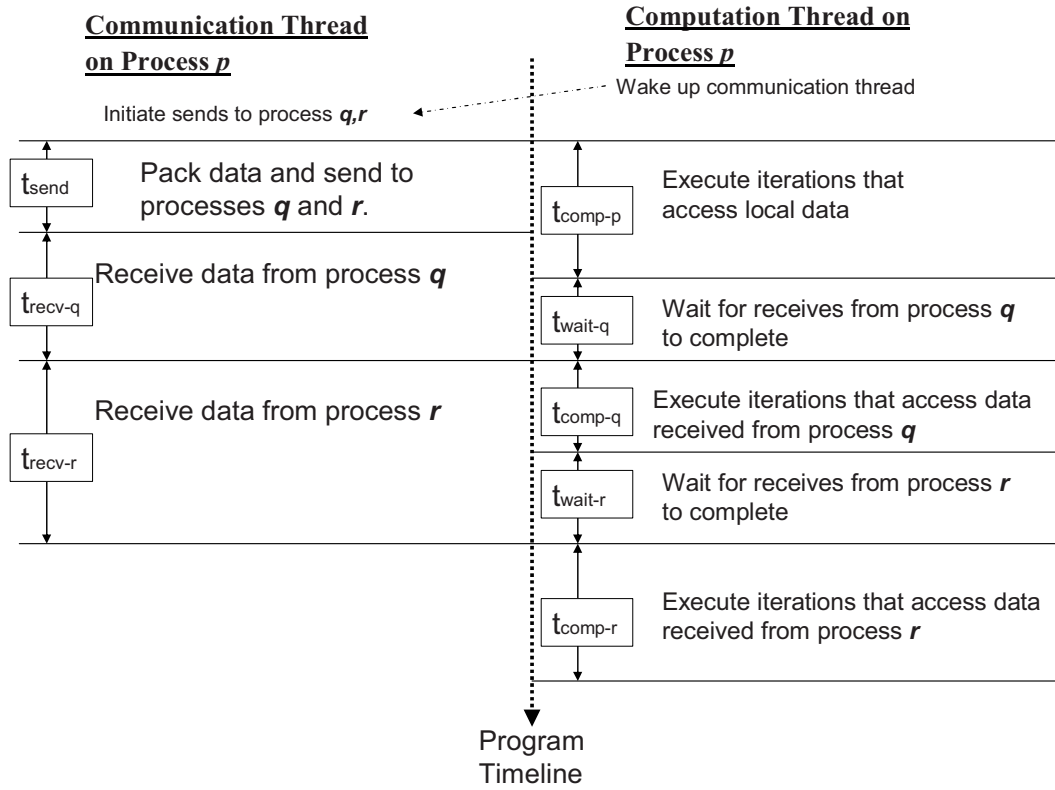 Communication Thread
on Process p
Computation Thread on
Process p
Wake up communication thread
Initiate sends to process q,r
tsend
Pack data and send to
processes q and r.
tcomp-p
Execute iterations that
access local data
trecv-q
Receive data from process q
twait-q
Wait for receives from process q
to complete
trecv-r
Receive data from process r
tcomp-q
Execute iterations that access data
received from process q
twait-r
Wait for receives from process r
to complete
tcomp-r
Execute iterations that access data
received from process r
Program
Timeline